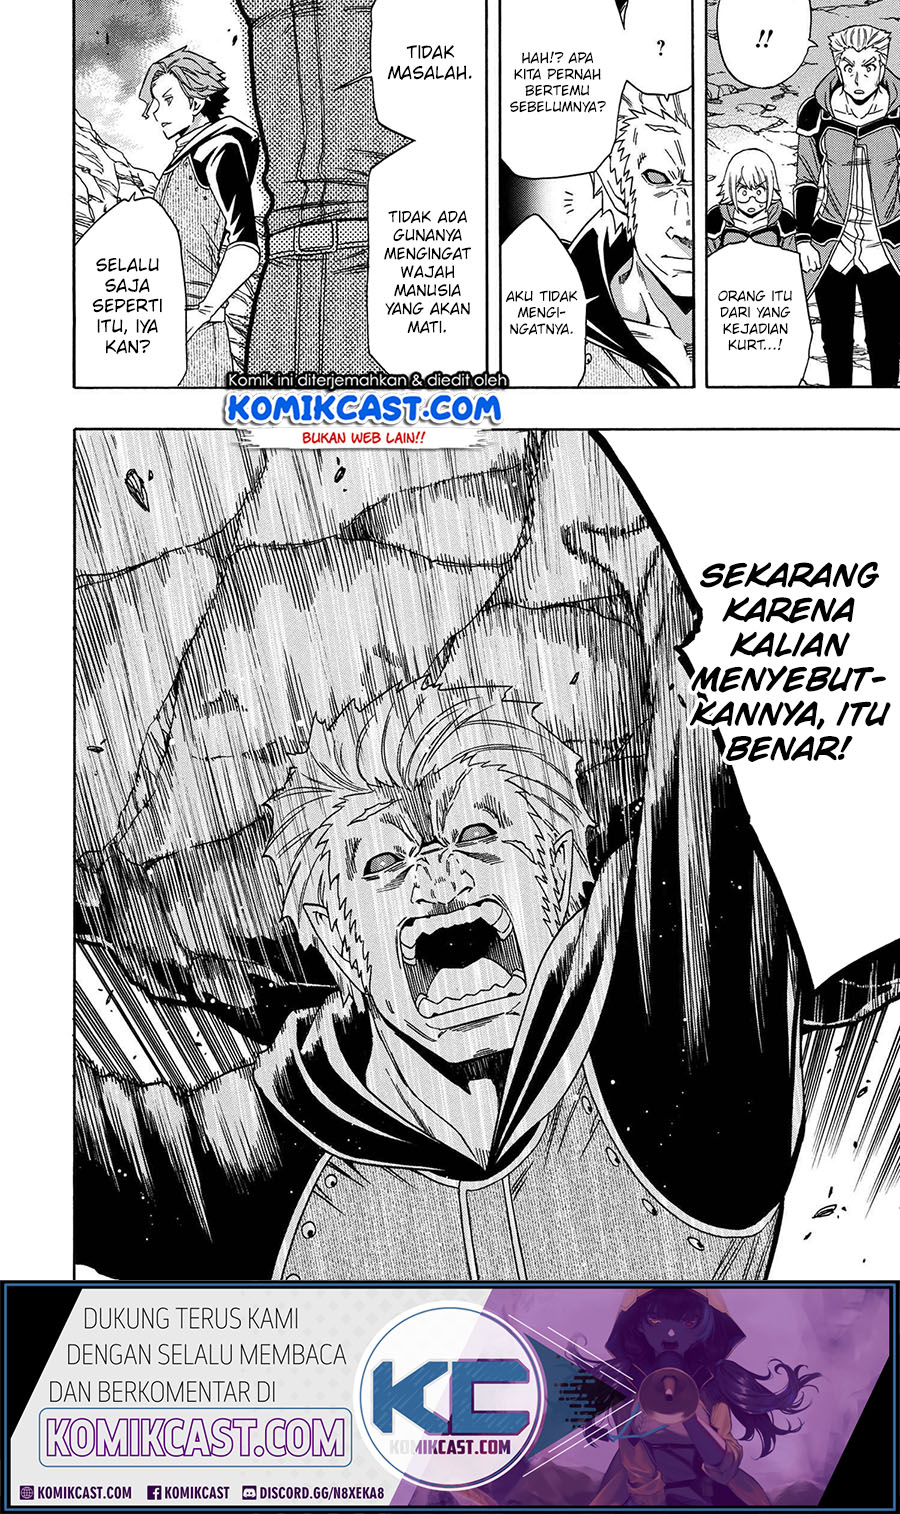 !!
ORANG ITU
DARI YANG
KEJADIAN
KURT...!
?
HAH!? APA
KITA PERNAH
BERTEMU
SEBELUMNYA?
AKU TIDAK
MENGI-
NGATNYA.
TIDAK
MASALAH.
TIDAK ADA
GUNANYA
MENGINGAT
WAJAH
MANUSIA
YANG AKAN
MATI.
SELALU
SAJA
SEPERTI
ITU, IYA
KAN?
Komik ini diterjemahkan & diedit oleh
KOMIKCAST.COM
BUKAN WEB LAIN!!
SEKARANG
KARENA
KALIAN
MENYEBUT-
KANNYA, ITU
BENAR!
DUKUNG TERUS KAMI
DENGAN SELALU MEMBACA
DAN BERKOMENTAR DI
KOMIKCAST.COM
KC
KOMIKCAST.COM
KOMIKCAST.COM KOMIKCAST DISCORD.GG/N8XEKA8